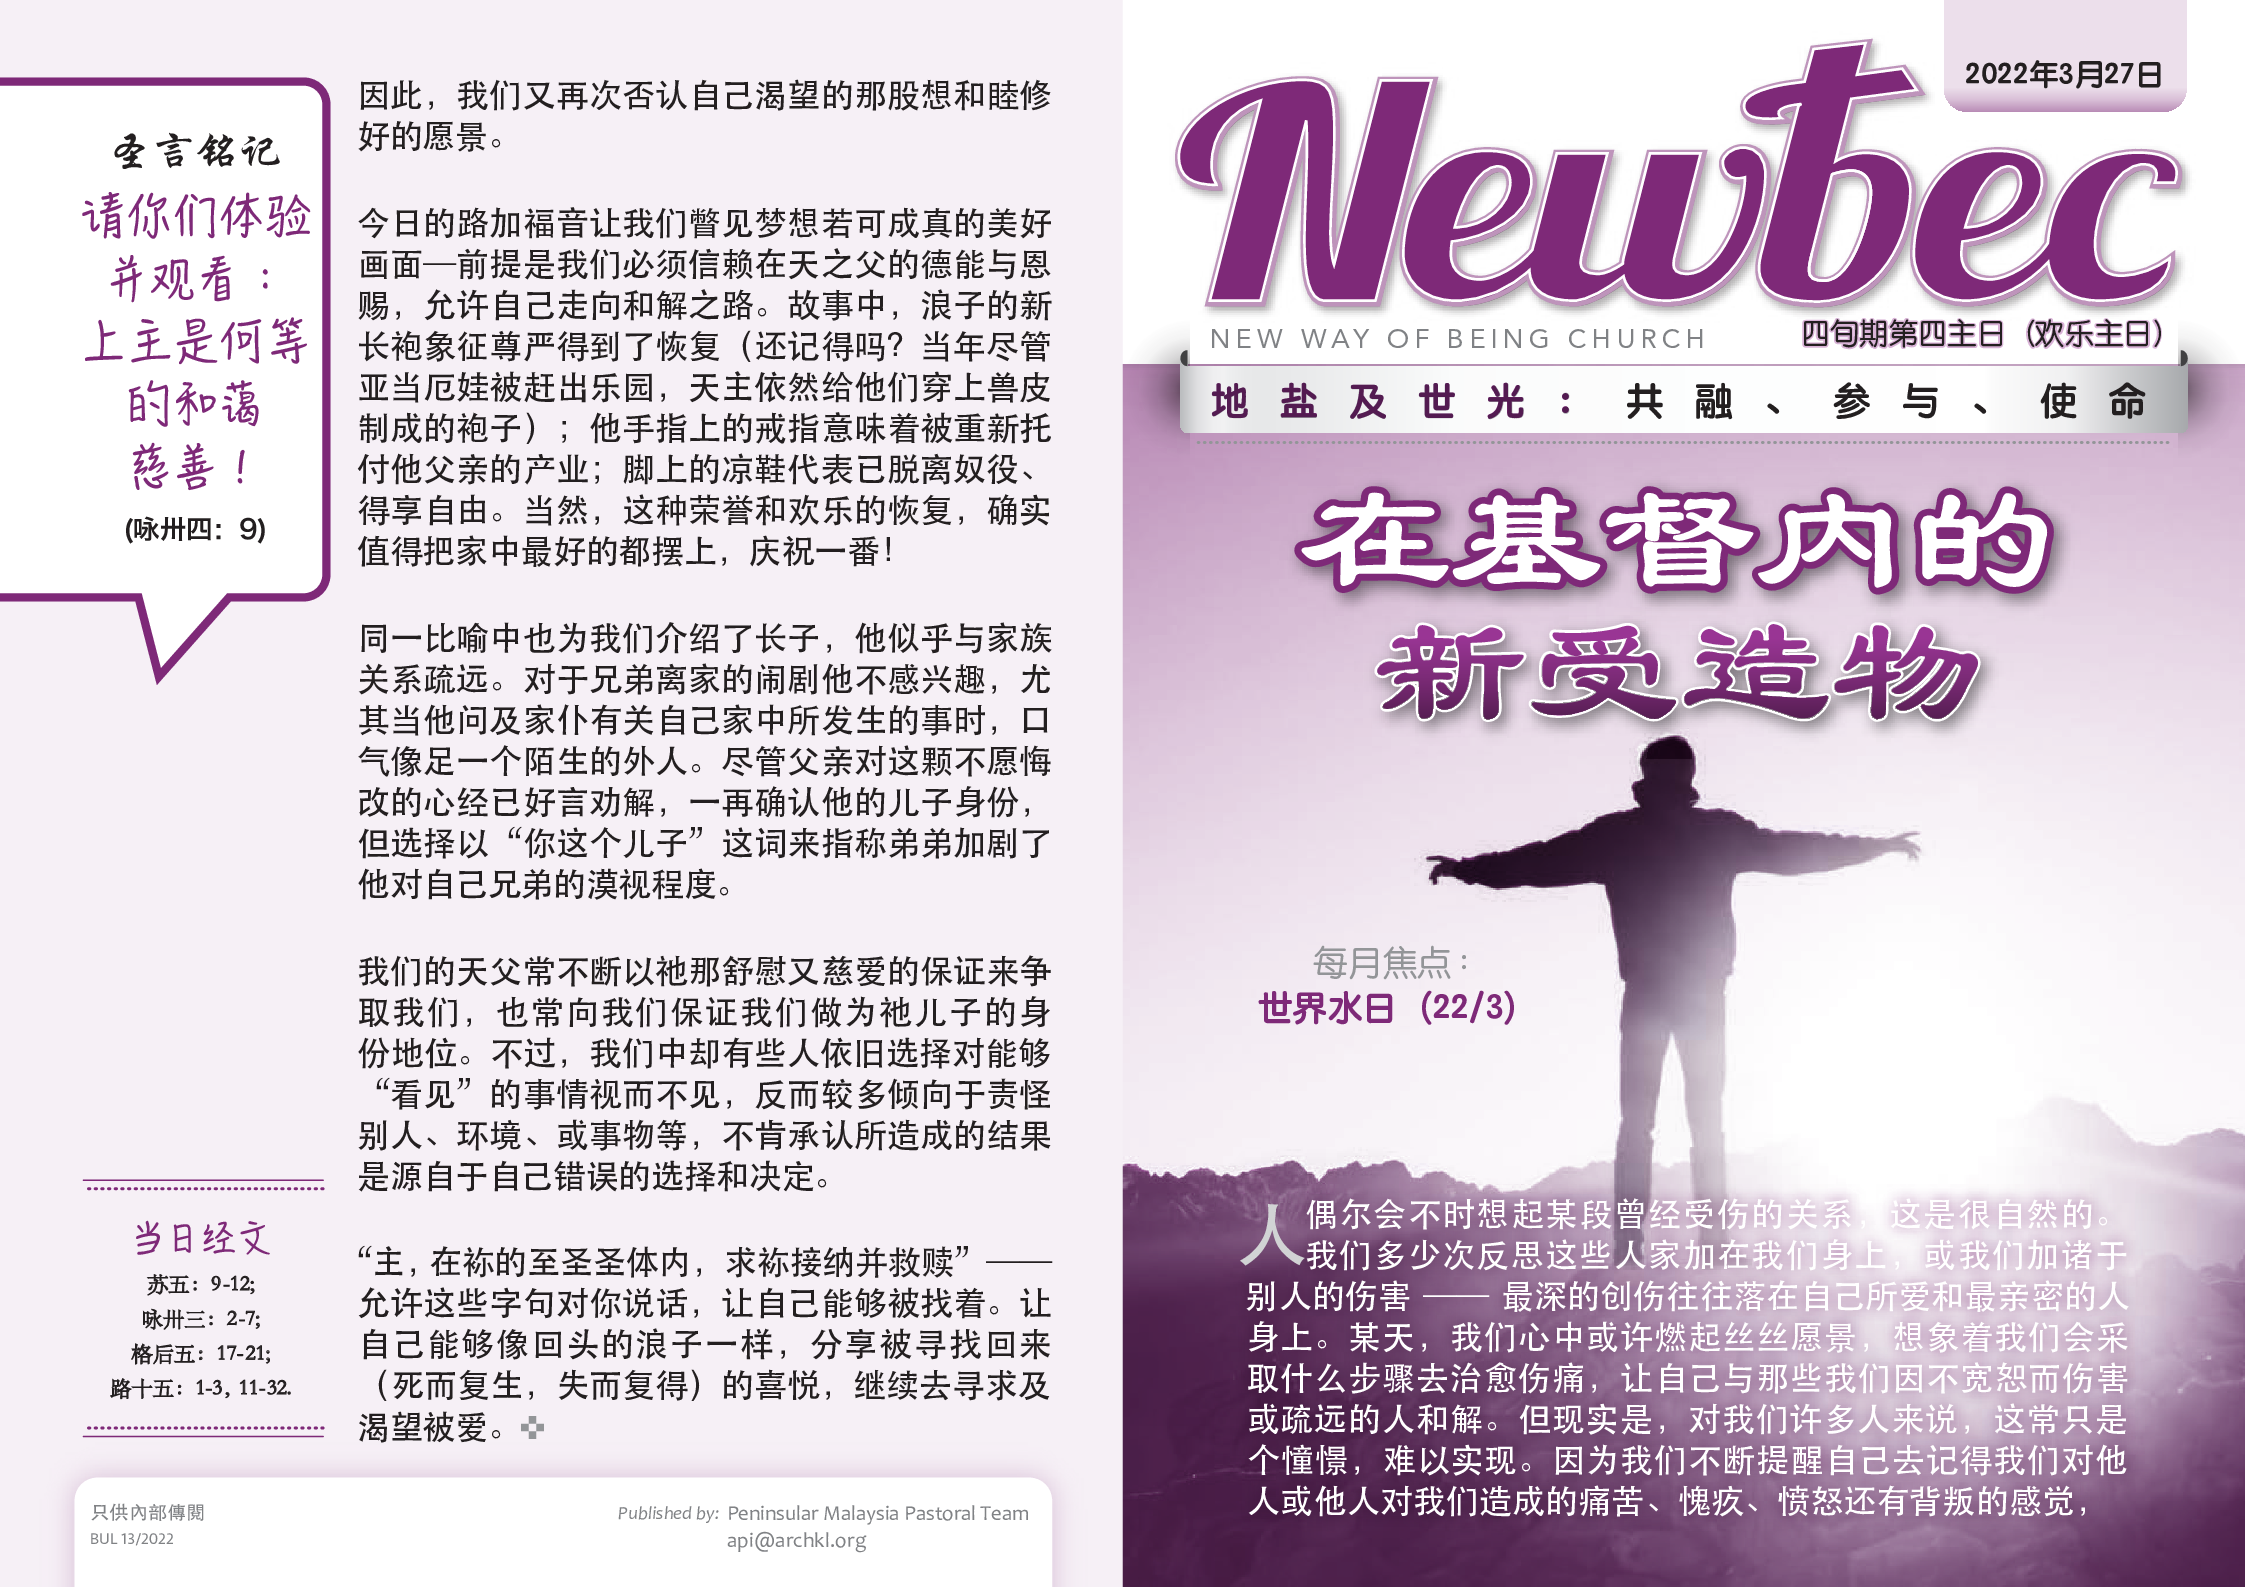 2022年3月27日
Newbec
NEW WAY OF BEING CHURCH
四旬期第四主日（欢乐主日）
地盐及世光：共融、参与、使命
在基督内的
新受造物
每月焦点：
世界水日（22/3）
人偶尔会不时想起某段曾经受伤的关系，这是很自然的。
我们多少次反思这些人家加在我们身上，或我们加诸于
别人的伤害 —— 最深的创伤往往落在自己所爱和最亲密的人
身上。某天，我们心中或许燃起丝丝愿景，想象着我们会采
取什么步骤去治愈伤痛，让自己与那些我们因不宽恕而伤害
或疏远的人和解。但现实是，对我们许多人来说，这常只是
个憧憬，难以实现。因为我们不断提醒自己去记得我们对他
人或他人对我们造成的痛苦、愧疚、愤怒还有背叛的感觉，
因此，我们又再次否认自己渴望的那股想和睦修
好的愿景。
今日的路加福音让我们瞥见梦想若可成真的美好
画面—前提是我们必须信赖在天之父的德能与恩
赐，允许自己走向和解之路。故事中，浪子的新
长袍象征尊严得到了恢复（还记得吗？当年尽管
亚当厄娃被赶出乐园，天主依然给他们穿上兽皮
制成的袍子）；他手指上的戒指意味着被重新托
付他父亲的产业；脚上的凉鞋代表已脱离奴役、
得享自由。当然，这种荣誉和欢乐的恢复，确实
值得把家中最好的都摆上，庆祝一番！
同一比喻中也为我们介绍了长子，他似乎与家族
关系疏远。对于兄弟离家的闹剧他不感兴趣，尤
其当他问及家仆有关自己家中所发生的事时，口
气像足一个陌生的外人。尽管父亲对这颗不愿悔
改的心经已好言劝解，一再确认他的儿子身份，
但选择以“你这个儿子”这词来指称弟弟加剧了
他对自己兄弟的漠视程度。
我们的天父常不断以祂那舒慰又慈爱的保证来争
取我们，也常向我们保证我们做为祂儿子的身
份地位。不过，我们中却有些人依旧选择对能够
“看见”的事情视而不见，反而较多倾向于责怪
别人、环境、或事物等，不肯承认所造成的结果
是源自于自己错误的选择和决定。
“主，在袮的至圣圣体内，求袮接纳并救赎” ——
允许这些字句对你说话，让自己能够被找着。让
自己能够像回头的浪子一样，分享被寻找回来
（死而复生，失而复得）的喜悦，继续去寻求及
渴望被爱。
圣言铭记
请你们体验
并观看：
上主是何等
的和蔼
慈善！
(咏卅四：9)
当日经文
苏五：9-12;
咏卅三：2-7;
格后五：17-21;
路十五：1-3, 11-32.
只供內部傳閱
BUL 13/2022
Published by: Peninsular Malaysia Pastoral Team
api@archkl.org